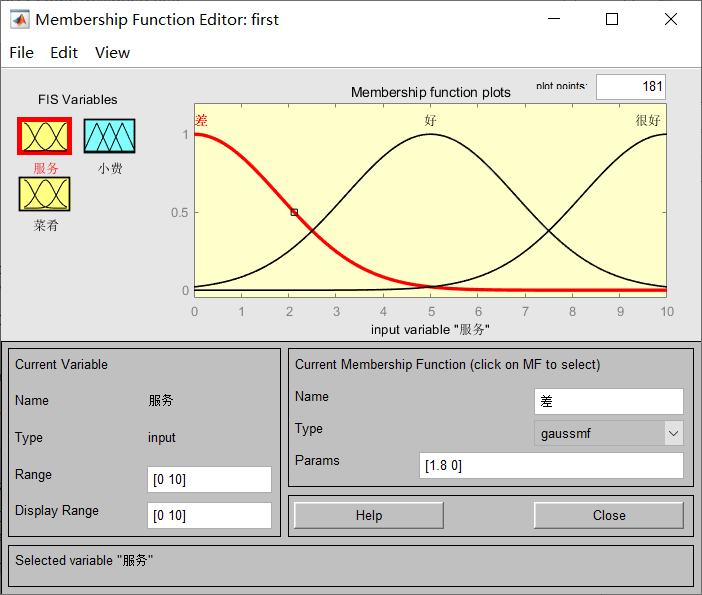 Membership Function Editor: first
File Edit View
FIS Variables
服务
小费
菜肴
Membership function plots
plot points:
181
差
好
很好
1
0.5
0
0 1 2 3 4 5 6 7 8 9 10
input variable "服务"
Current Variable
Name 服务
Type input
Range [0 10]
Display Range [0 10]
Current Membership Function (click on MF to select)
Name 差
Type gaussmf
Params [1.8 0]
Help Close
Selected variable "服务"